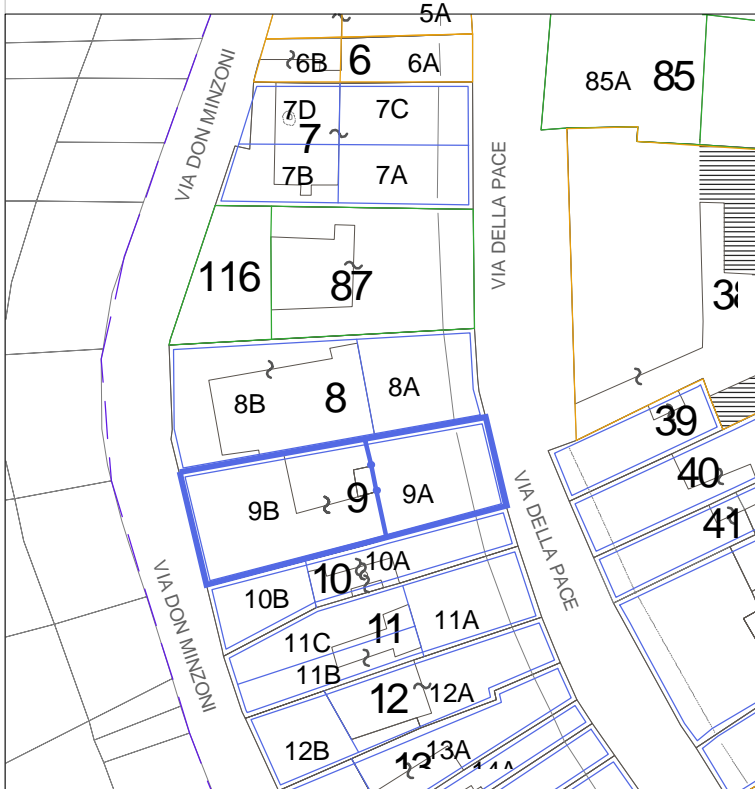 5A
6B 6 6A
85A 85
7D 7C
7
7B 7A
VIA DON MINZONI
VIA DELLA PACE
116 87
8B 8 8A
39
40
41
9B 9 9A
VIA DELLA PACE
VIA DON MINZONI
10A
10
10B
11A
11
11C
11B
12 12A
12B
13A
13
14A